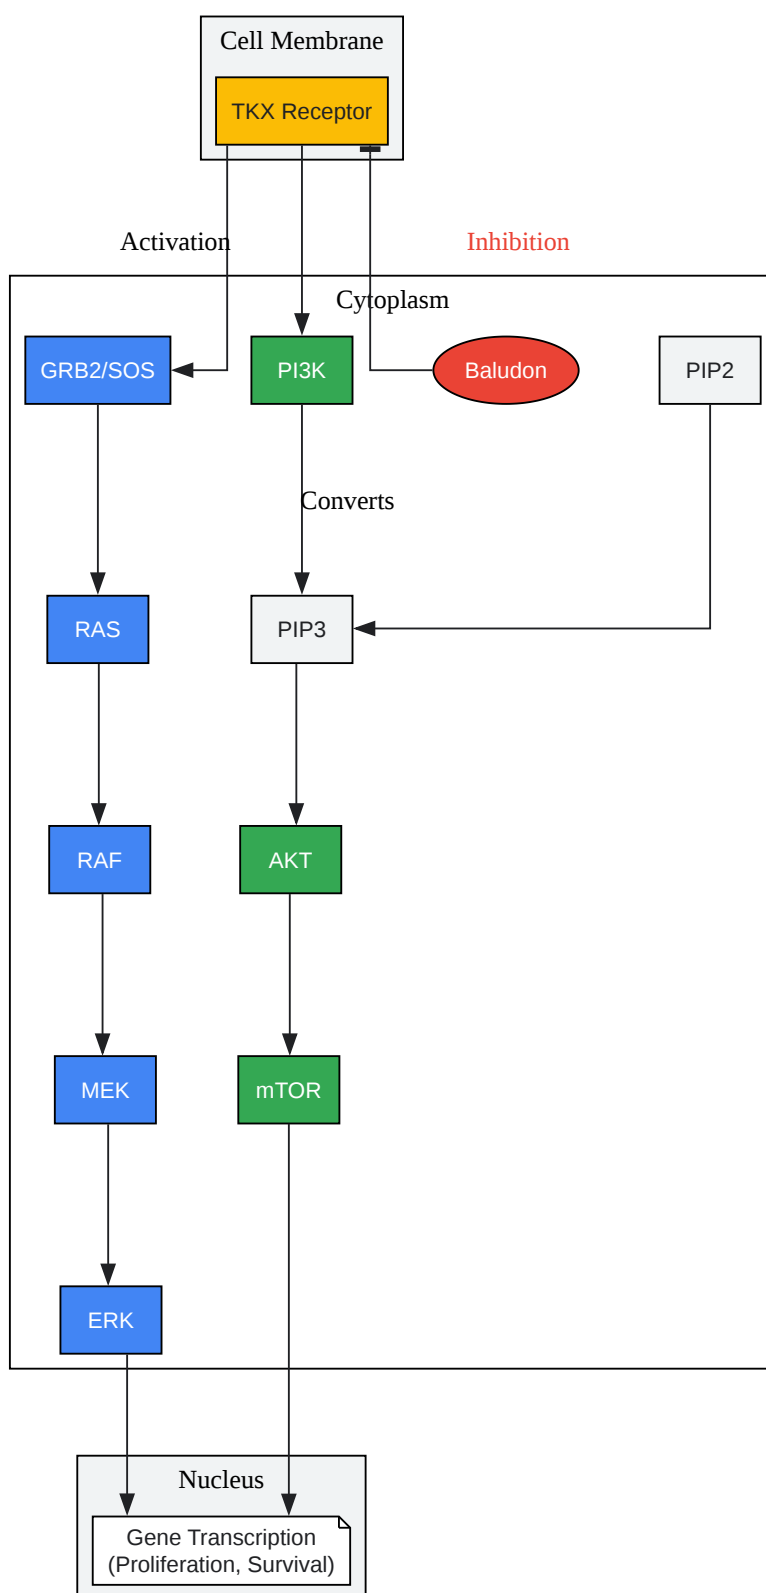 Cell Membrane
TKX Receptor
Activation
Inhibition
Cytoplasm
GRB2/SOS
PI3K
Baludon
PIP2
Converts
RAS
PIP3
RAF
AKT
MEK
mTOR
ERK
Nucleus
Gene Transcription
(Proliferation, Survival)